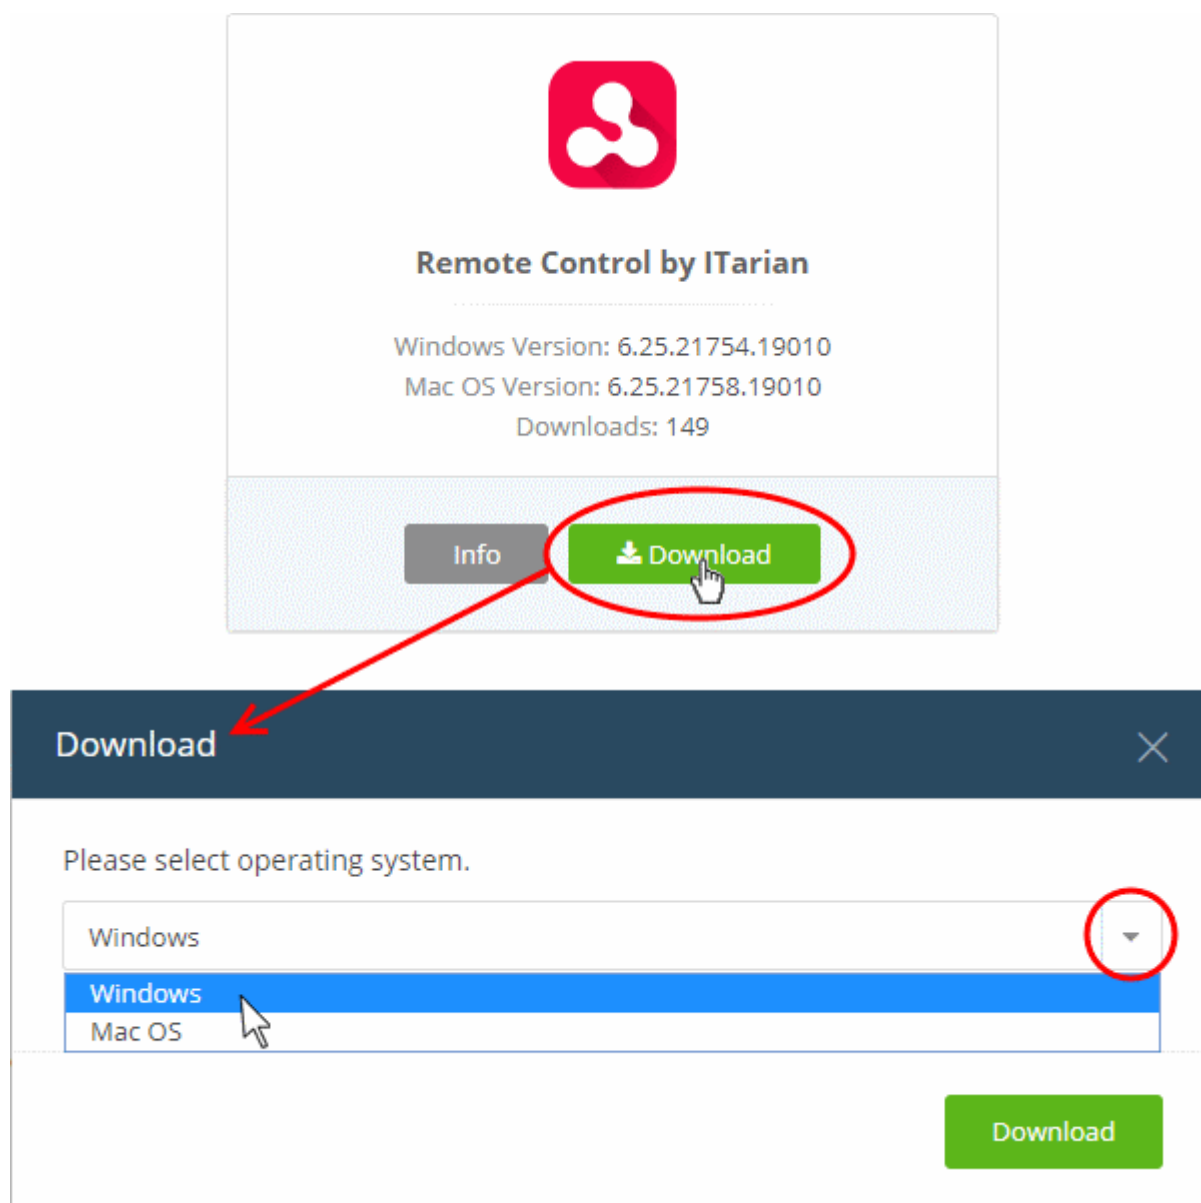 Remote Control by ITarian
Windows Version: 6.25.21754.19010
Mac OS Version: 6.25.21758.19010
Downloads: 149
Info
Download
Download
Please select operating system.
Windows
Windows
Mac OS
Download